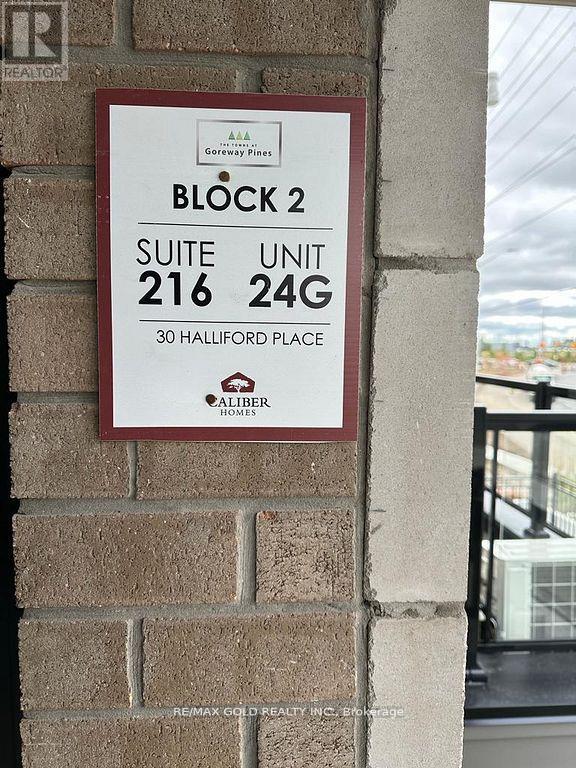 R
REALTOR
THE TOWNS AT
Goreway Pines
BLOCK 2
SUITE UNIT
216 24G
30 HALLIFORD PLACE
CALIBER
HOMES
RE/MAX GOLD REALTY INC., Brokerage